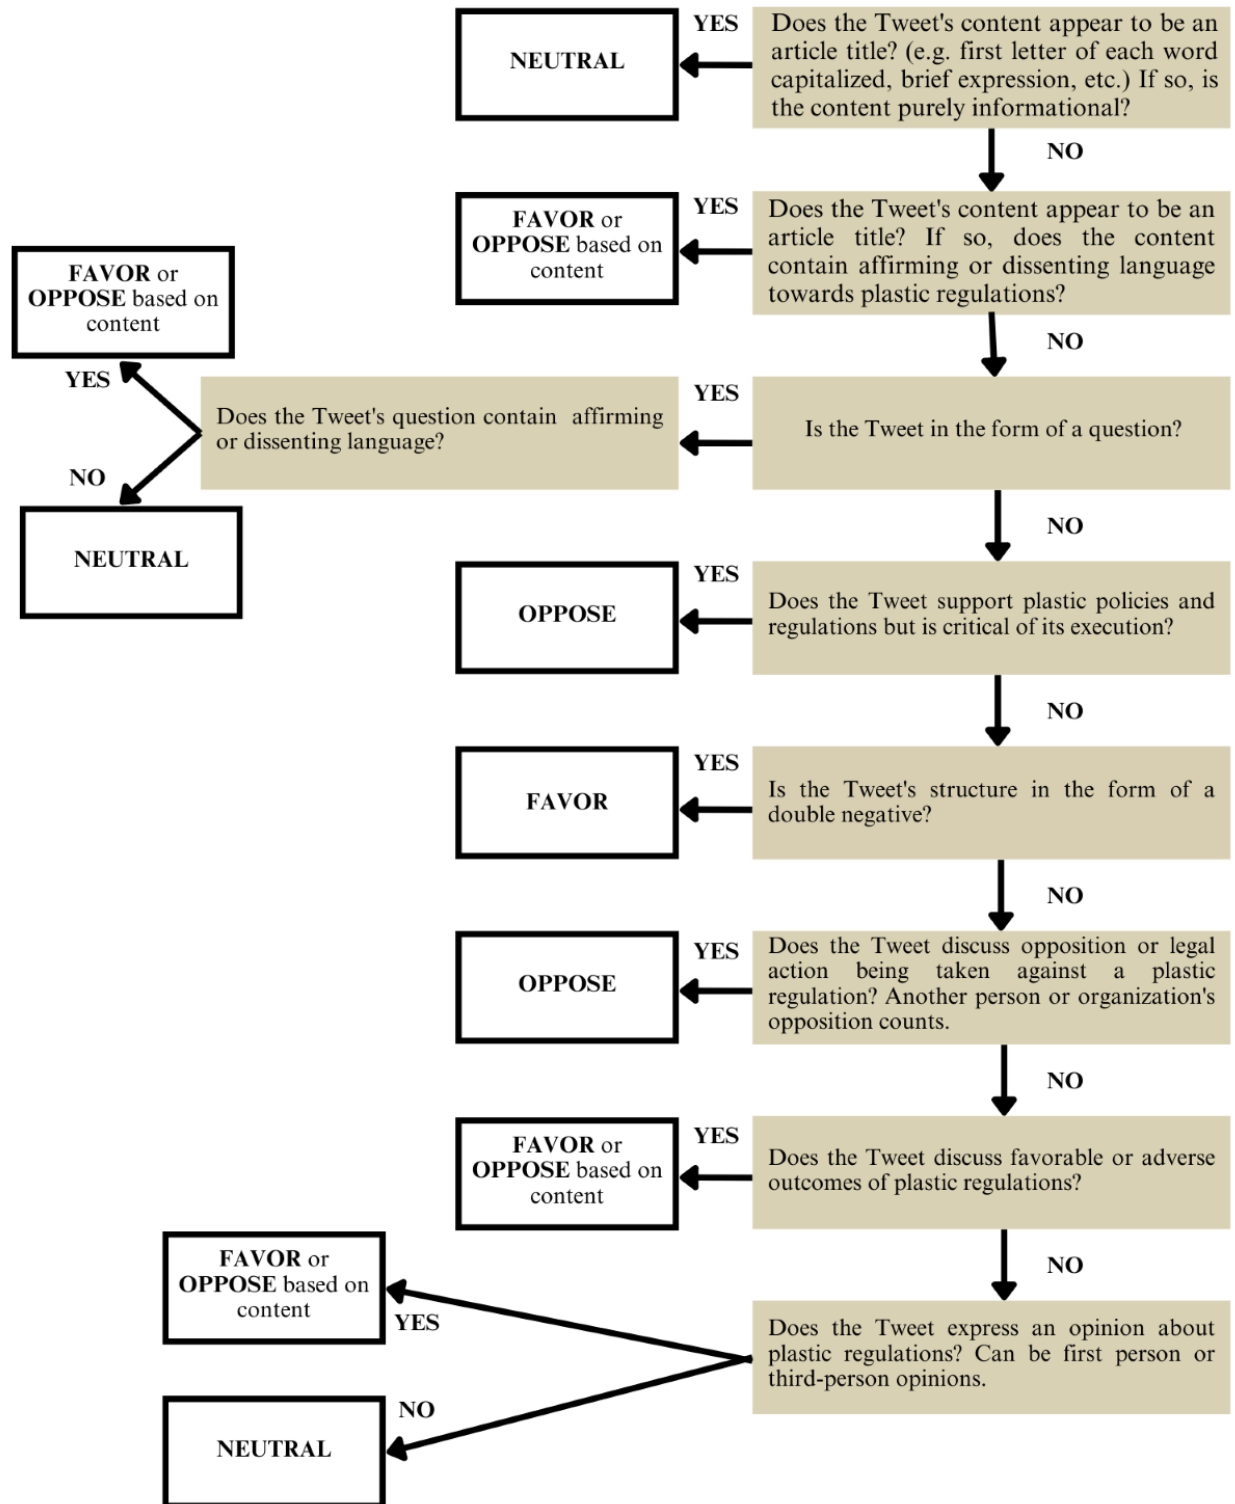 NEUTRAL
YES
Does the Tweet's content appear to be an
article title? (e.g. first letter of each word
capitalized, brief expression, etc.) If so, is
the content purely informational?
NO
FAVOR or
OPPOSE based on
content
YES
Does the Tweet's content appear to be an
article title? If so, does the content
contain affirming or dissenting language
towards plastic regulations?
NO
FAVOR or
OPPOSE based on
content
YES
Does the Tweet's question contain affirming
or dissenting language?
YES
Is the Tweet in the form of a question?
NO
NEUTRAL
NO
OPPOSE
YES
Does the Tweet support plastic policies and
regulations but is critical of its execution?
NO
FAVOR
YES
Is the Tweet's structure in the form of a
double negative?
NO
OPPOSE
YES
Does the Tweet discuss opposition or legal
action being taken against a plastic
regulation? Another person or organization's
opposition counts.
NO
FAVOR or
OPPOSE based on
content
YES
Does the Tweet discuss favorable or adverse
outcomes of plastic regulations?
NO
FAVOR or
OPPOSE based on
content
YES
Does the Tweet express an opinion about
plastic regulations? Can be first person or
third-person opinions.
NO
NEUTRAL